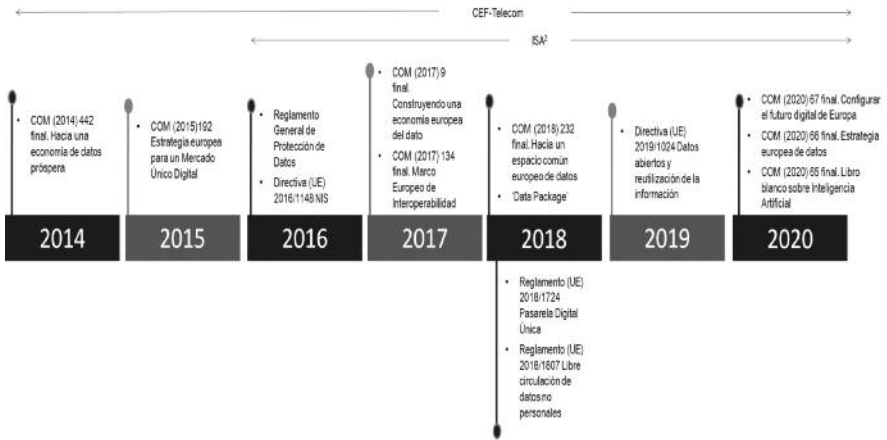 CEF-Telecom
ISA²
• COM (2014) 442
final. Hacia una
economía de datos
próspera
2014
• COM (2015)192
Estrategia europea
para un Mercado
Único Digital
2015
• Reglamento
General de
Protección de
Datos
• Directiva (UE)
2016/1148 NIS
2016
• COM (2017) 9
final.
Construyendo una
economía europea
del dato
• COM (2017) 134
final. Marco
Europeo de
Interoperabilidad
2017
• COM (2018) 232
final. Hacia un
espacio común
europeo de datos
• 'Data Package'
2018
• Reglamento (UE)
2018/1724
Pasarela Digital
Única
• Reglamento (UE)
2018/1807 Libre
circulación de
datos no
personales
• Directiva (UE)
2019/1024 Datos
abiertos y
reutilización de la
información
2019
• COM (2020) 67 final. Configurar
el futuro digital de Europa
• COM (2020) 66 final. Estrategia
europea de datos
• COM (2020) 65 final. Libro
blanco sobre Inteligencia
Artificial
2020